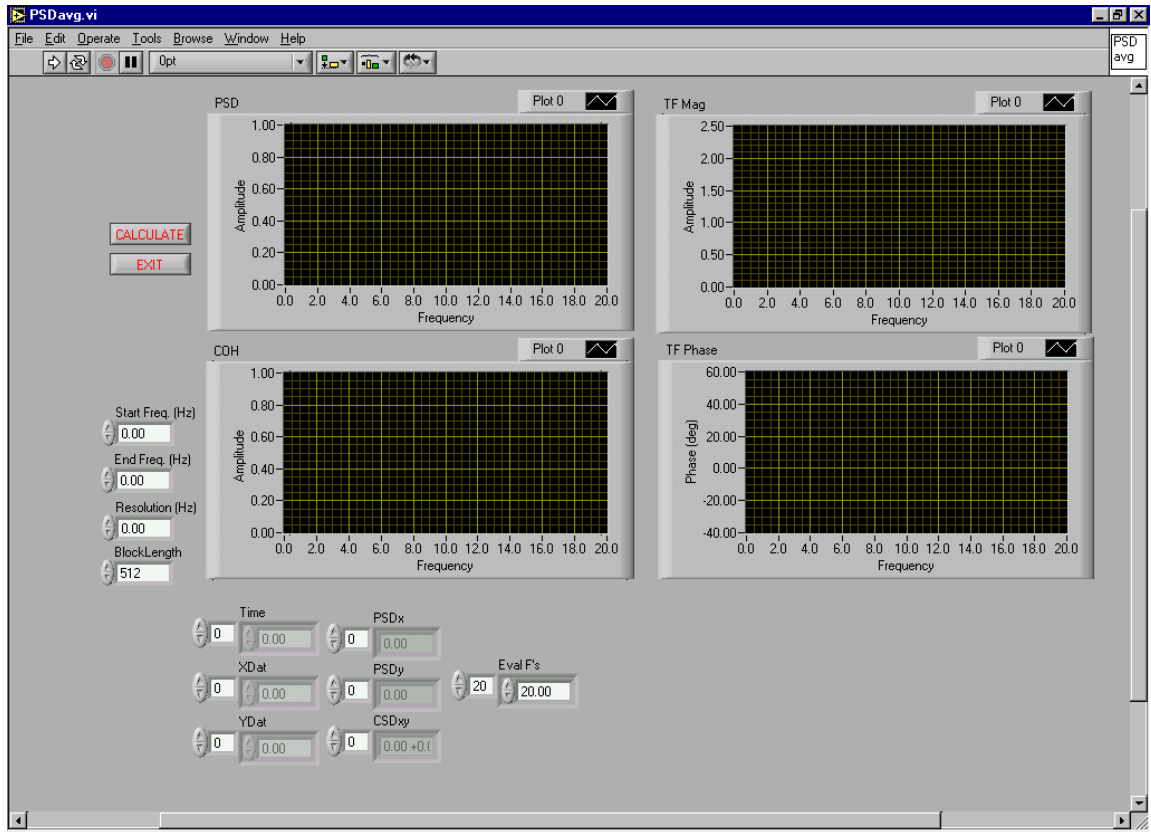 PSDavg.vi
File Edit Operate Tools Browse Window Help
PSD
avg
Opt
PSD
Plot 0
1.00
0.80
0.60
0.40
0.20
0.00
Amplitude
0.0 2.0 4.0 6.0 8.0 10.0 12.0 14.0 16.0 18.0 20.0
Frequency
TF Mag
Plot 0
2.50
2.00
1.50
1.00
0.50
0.00
Amplitude
0.0 2.0 4.0 6.0 8.0 10.0 12.0 14.0 16.0 18.0 20.0
Frequency
CALCULATE
EXIT
COH
Plot 0
1.00
0.80
0.60
0.40
0.20
0.00
Amplitude
0.0 2.0 4.0 6.0 8.0 10.0 12.0 14.0 16.0 18.0 20.0
Frequency
TF Phase
Plot 0
60.00
40.00
20.00
0.00
-20.00
-40.00
Phase (deg)
0.0 2.0 4.0 6.0 8.0 10.0 12.0 14.0 16.0 18.0 20.0
Frequency
Start Freq. (Hz)
0.00
End Freq. (Hz)
0.00
Resolution (Hz)
0.00
BlockLength
512
Time
0 0.00
PSDx
0 0.00
XDat
0 0.00
PSDy
0 0.00
Eval F's
20 20.00
YDat
0 0.00
CSDxy
0 0.00 +0.(